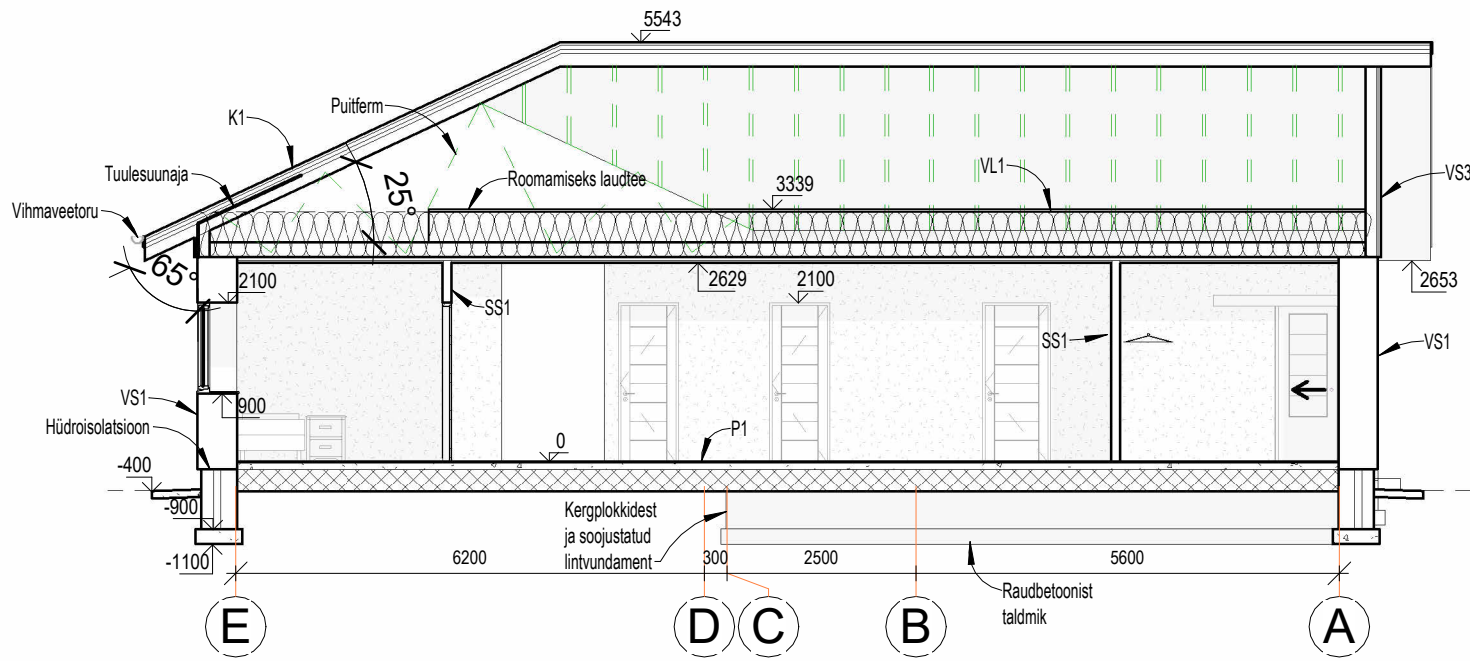 5543
Puitferm
K1
Tuulesuunaja
Roomamiseks laudtee
VL1
VS3
25°
3339
Vihmaveetoru
65°
2100
2629
2100
2653
SS1
SS1
VS1
VS1
900
Hüdroisolatsioon
P1
0
-400
-900
-1100
Kergplokkidest
ja soojustatud
lintvundament
6200
300
2500
5600
Raudbetoonist
taldmik
E
D
C
B
A